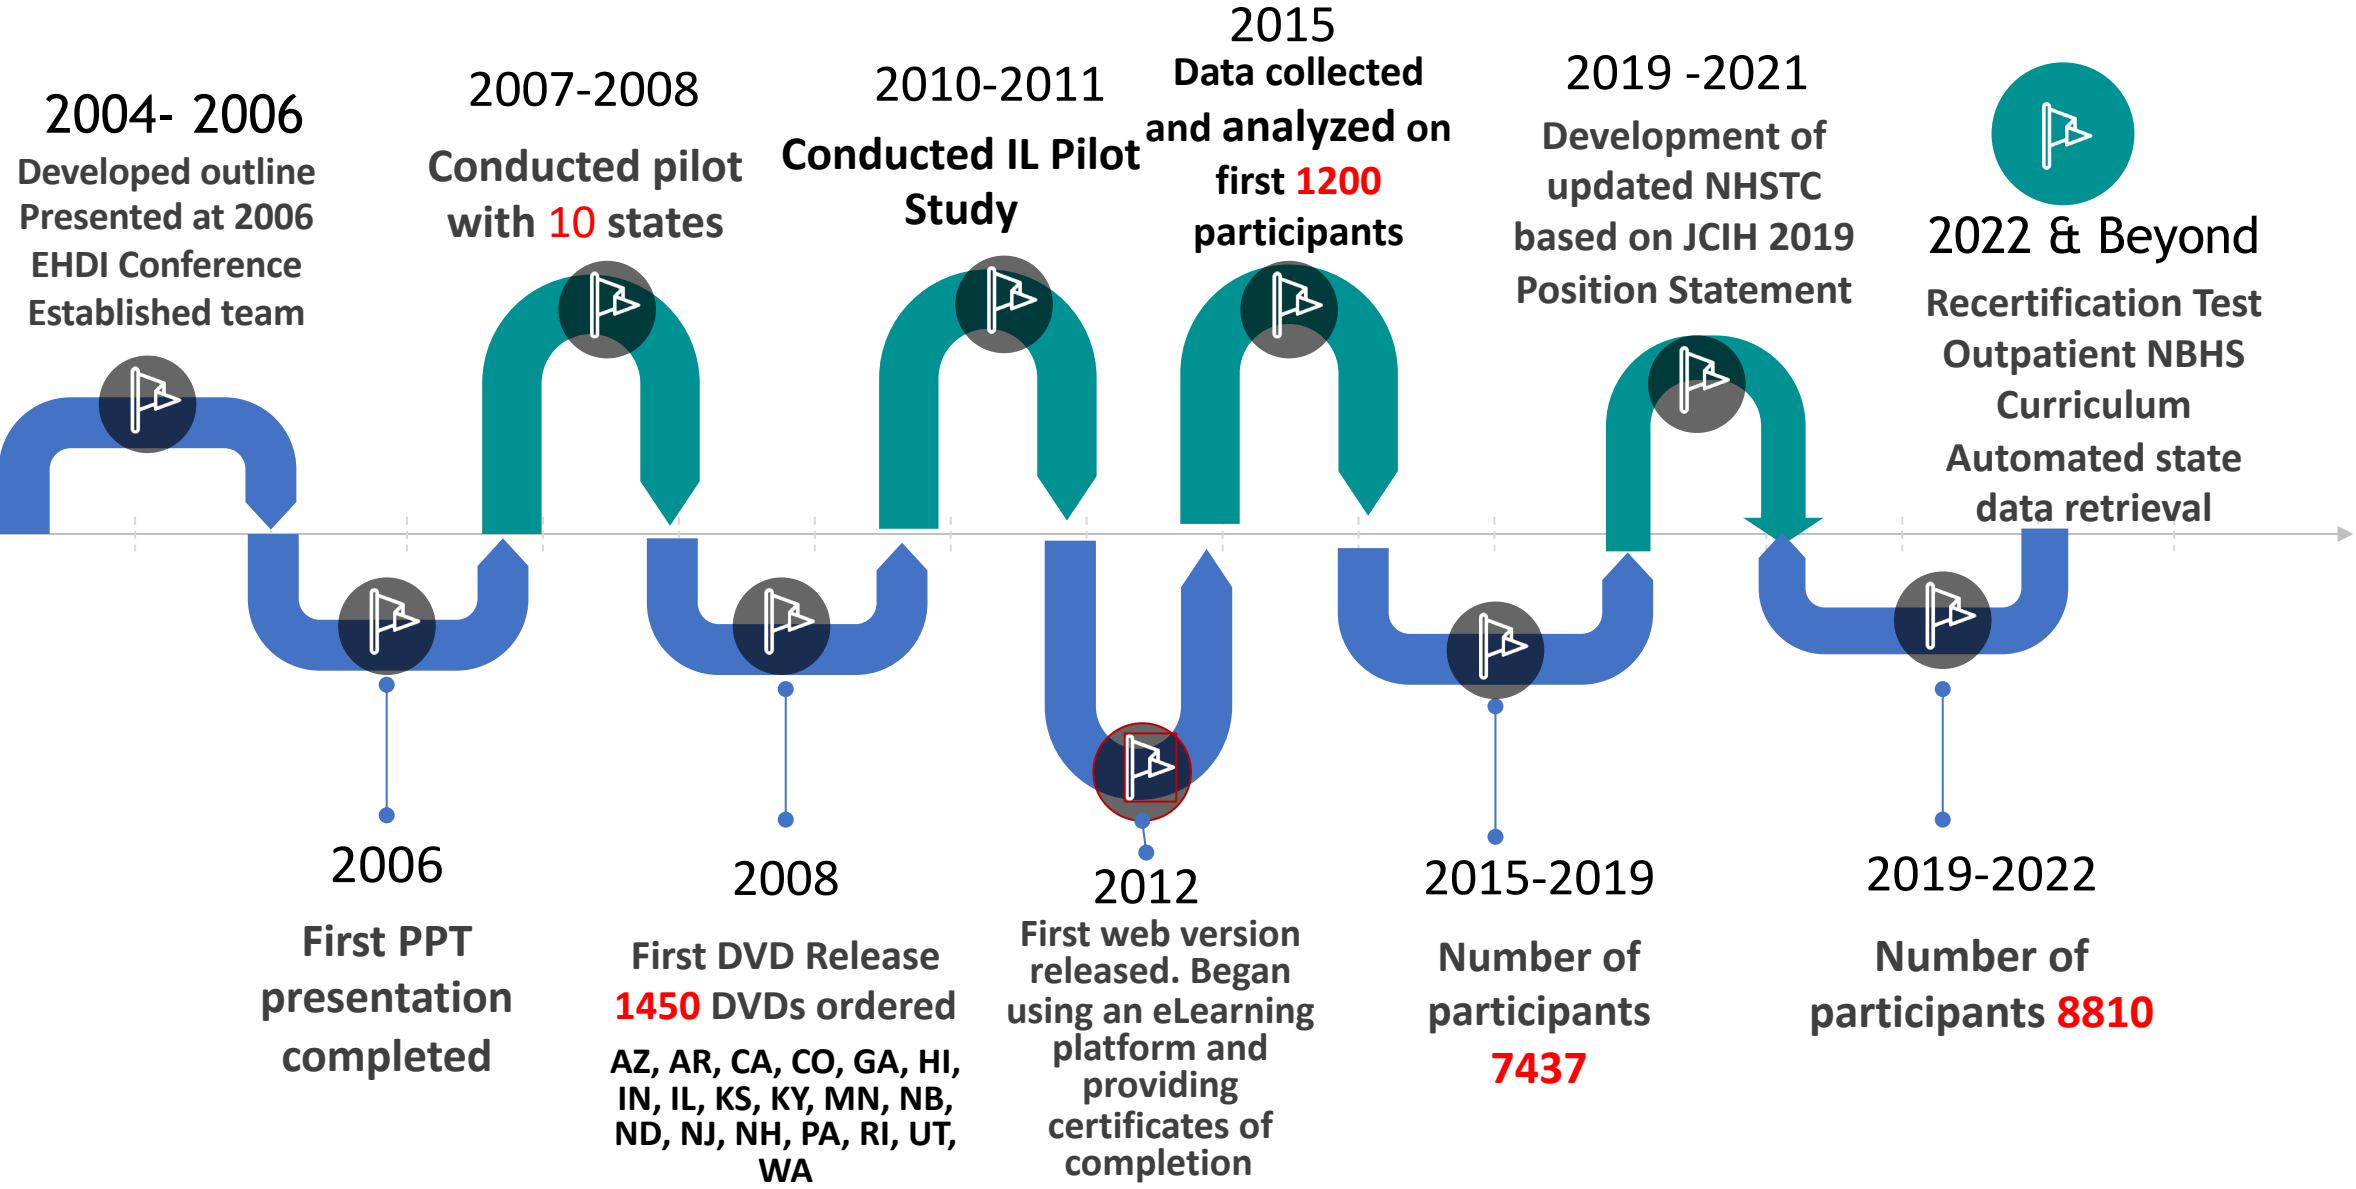 2004- 2006
Developed outline
Presented at 2006
EHDI Conference
Established team
2006
First PPT
presentation
completed
2007-2008
Conducted pilot
with 10 states
2008
First DVD Release
1450 DVDs ordered
AZ, AR, CA, CO, GA, HI,
IN, IL, KS, KY, MN, NB,
ND, NJ, NH, PA, RI, UT,
WA
2010-2011
Conducted IL Pilot
Study
2012
First web version
released. Began
using an eLearning
platform and
providing
certificates of
completion
2015
Data collected
and analyzed on
first 1200
participants
2015-2019
Number of
participants
7437
2019 -2021
Development of
updated NHSTC
based on JCIH 2019
Position Statement
2019-2022
Number of
participants 8810
2022 & Beyond
Recertification Test
Outpatient NBHS
Curriculum
Automated state
data retrieval